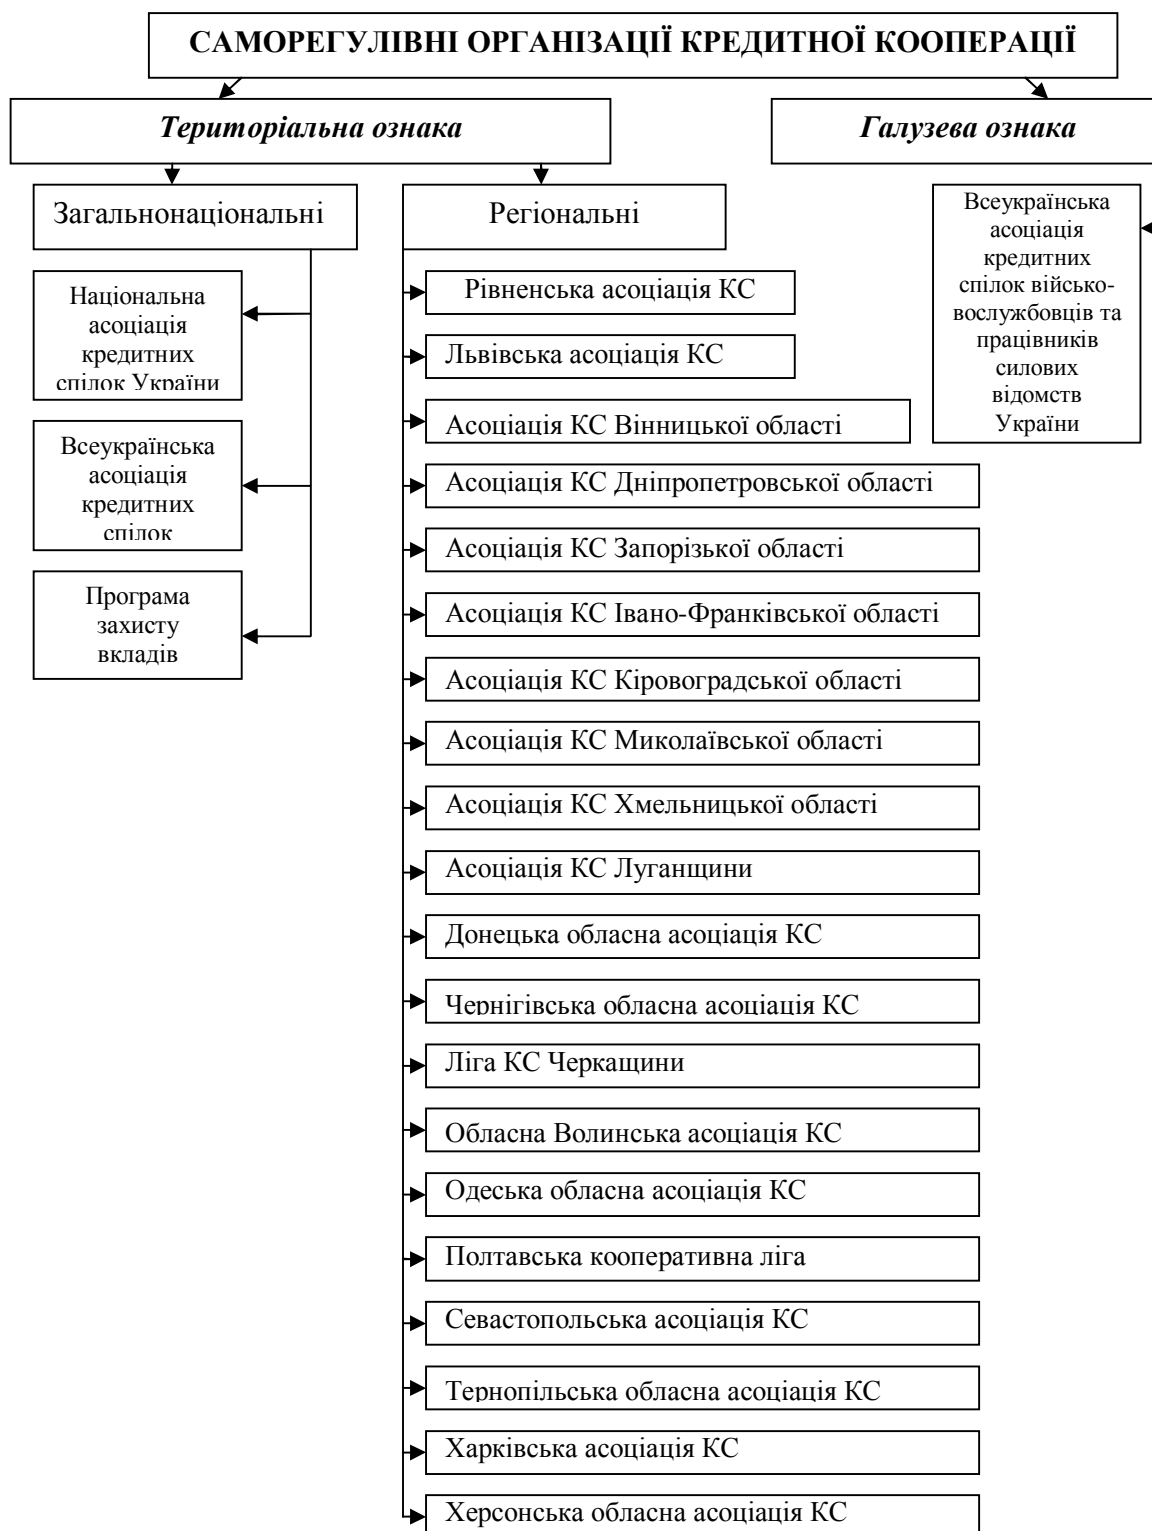 САМОРЕГУЛІВНІ ОРГАНІЗАЦІЇ КРЕДИТНОЇ КООПЕРАЦІЇ
Територіальна ознака
Галузева ознака
Загальнонаціональні
Регіональні
Національна
асоціація
кредитних
спілок України
Всеукраїнська
асоціація
кредитних
спілок
Програма
захисту
вкладів
Рівненська асоціація КС
Львівська асоціація КС
Асоціація КС Вінницької області
Асоціація КС Дніпропетровської області
Асоціація КС Запорізької області
Асоціація КС Івано-Франківської області
Асоціація КС Кіровоградської області
Асоціація КС Миколаївської області
Асоціація КС Хмельницької області
Асоціація КС Луганщини
Донецька обласна асоціація КС
Чернігівська обласна асоціація КС
Ліга КС Черкащини
Обласна Волинська асоціація КС
Одеська обласна асоціація КС
Полтавська кооперативна ліга
Севастопольська асоціація КС
Тернопільська обласна асоціація КС
Харківська асоціація КС
Херсонська обласна асоціація КС
Всеукраїнська
асоціація
кредитних
спілок військо-
вослужбовців та
працівників
силових
відомств
України